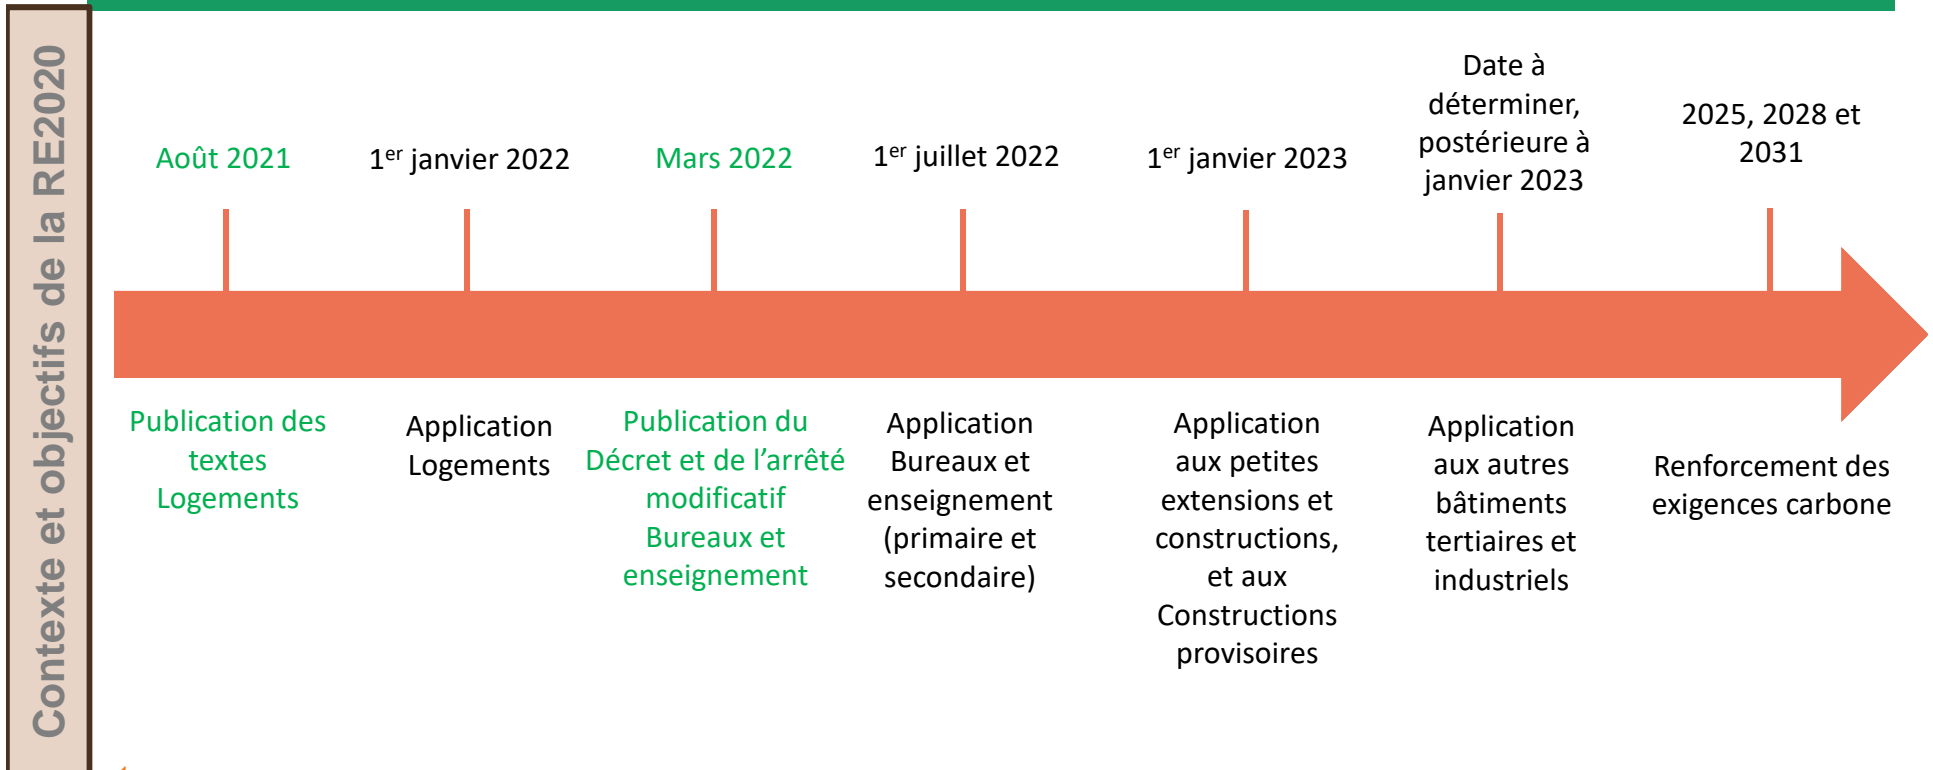 Contexte et objectifs de la RE2020
Août 2021
Publication des
textes
Logements
1er janvier 2022
Application
Logements
Mars 2022
Publication du
Décret et de l’arrêté
modificatif
Bureaux et
enseignement
1er juillet 2022
Application
Bureaux et
enseignement
(primaire et
secondaire)
1er janvier 2023
Application
aux petites
extensions et
constructions,
et aux
Constructions
provisoires
Date à
déterminer,
postérieure à
janvier 2023
Application
aux autres
bâtiments
tertiaires et
industriels
2025, 2028 et
2031
Renforcement des
exigences carbone